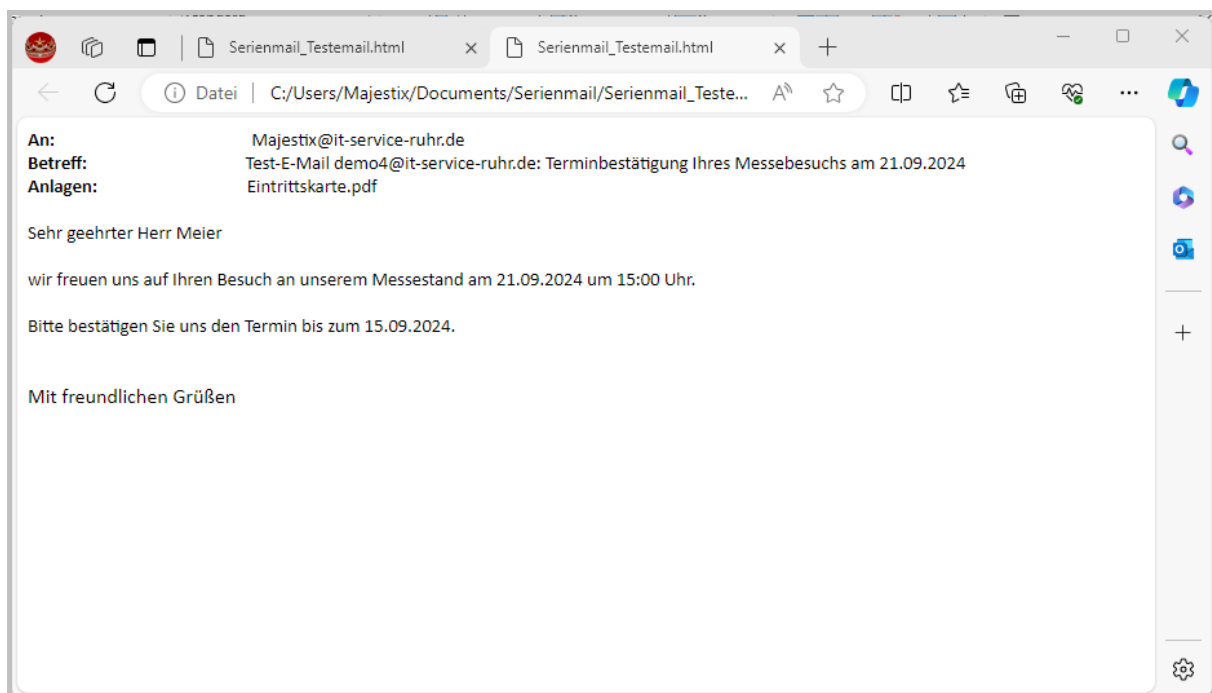 Serienmail_Testemail.html
Serienmail_Testemail.html
Datei | C:/Users/Majestix/Documents/Serienmail/Serienmail_Teste...
An: Majestix@it-service-ruhr.de
Betreff: Test-E-Mail demo4@it-service-ruhr.de: Terminbestätigung Ihres Messebesuchs am 21.09.2024
Anlagen: Eintrittskarte.pdf
Sehr geehrter Herr Meier
wir freuen uns auf Ihren Besuch an unserem Messestand am 21.09.2024 um 15:00 Uhr.
Bitte bestätigen Sie uns den Termin bis zum 15.09.2024.
Mit freundlichen Grüßen